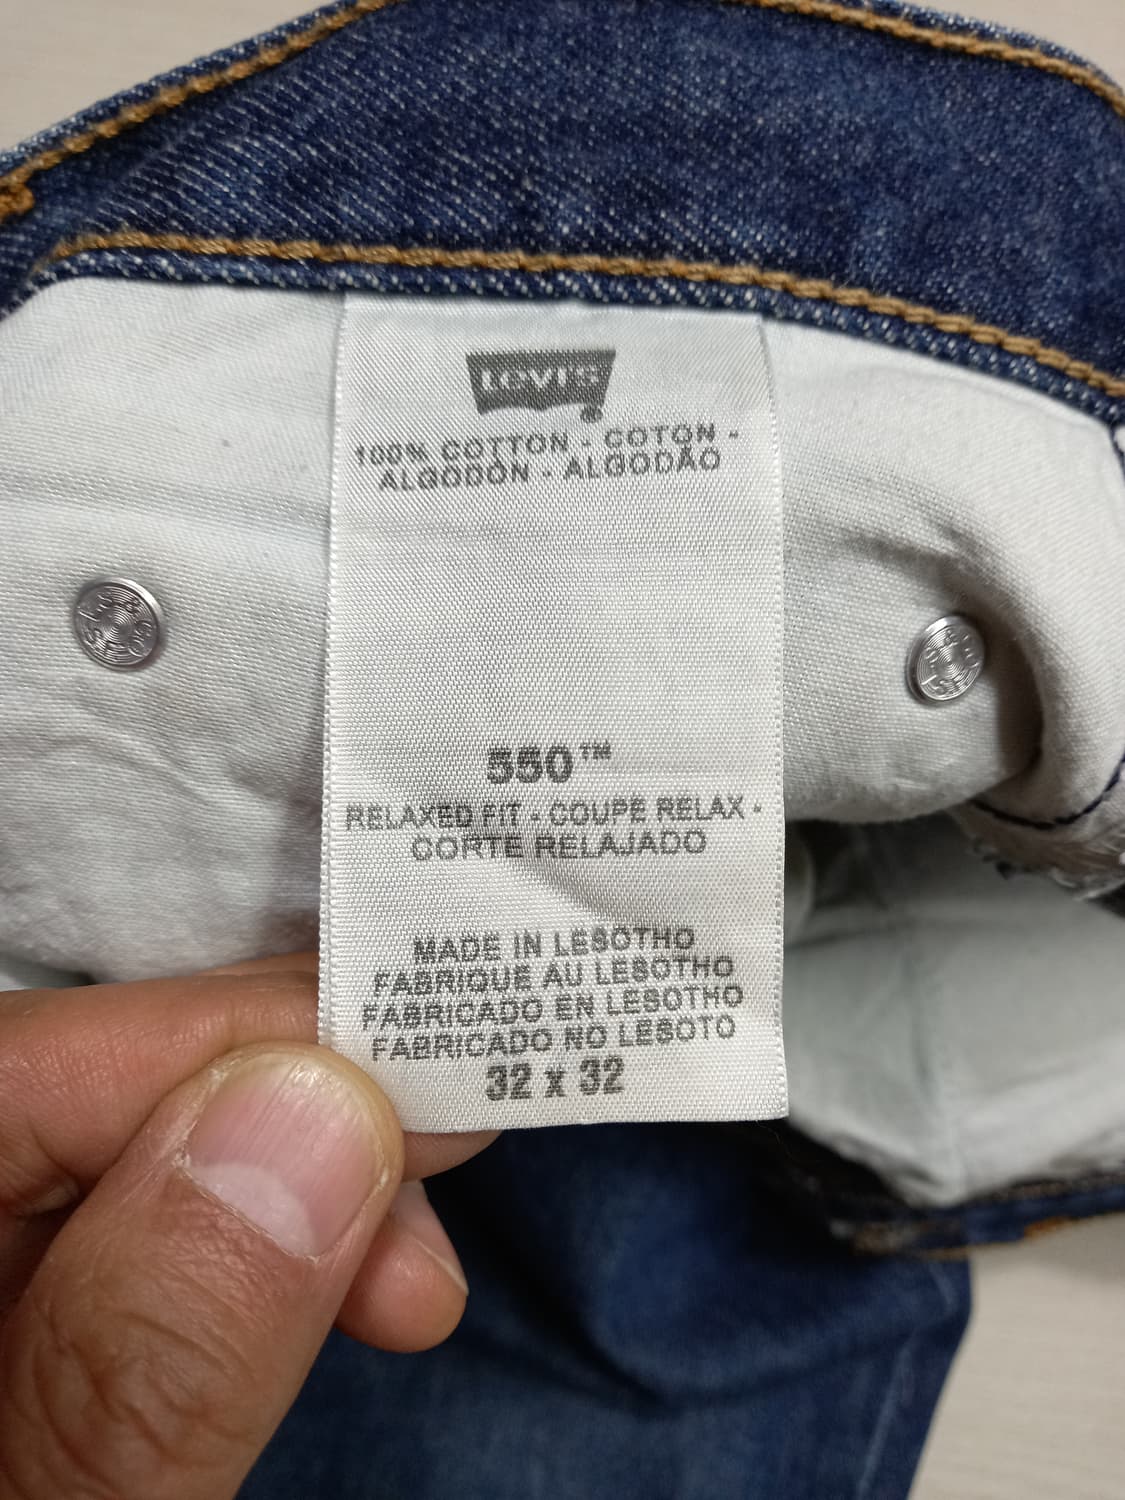 LEVI'S
100% COTTON - COTON -
ALGODÓN - ALGODÃO
550™
RELAXED FIT - COUPE RELAX -
CORTE RELAJADO
MADE IN LESOTHO
FABRIQUE AU LESOTHO
FABRICADO EN LESOTHO
FABRICADO NO LESOTO
32 x 32